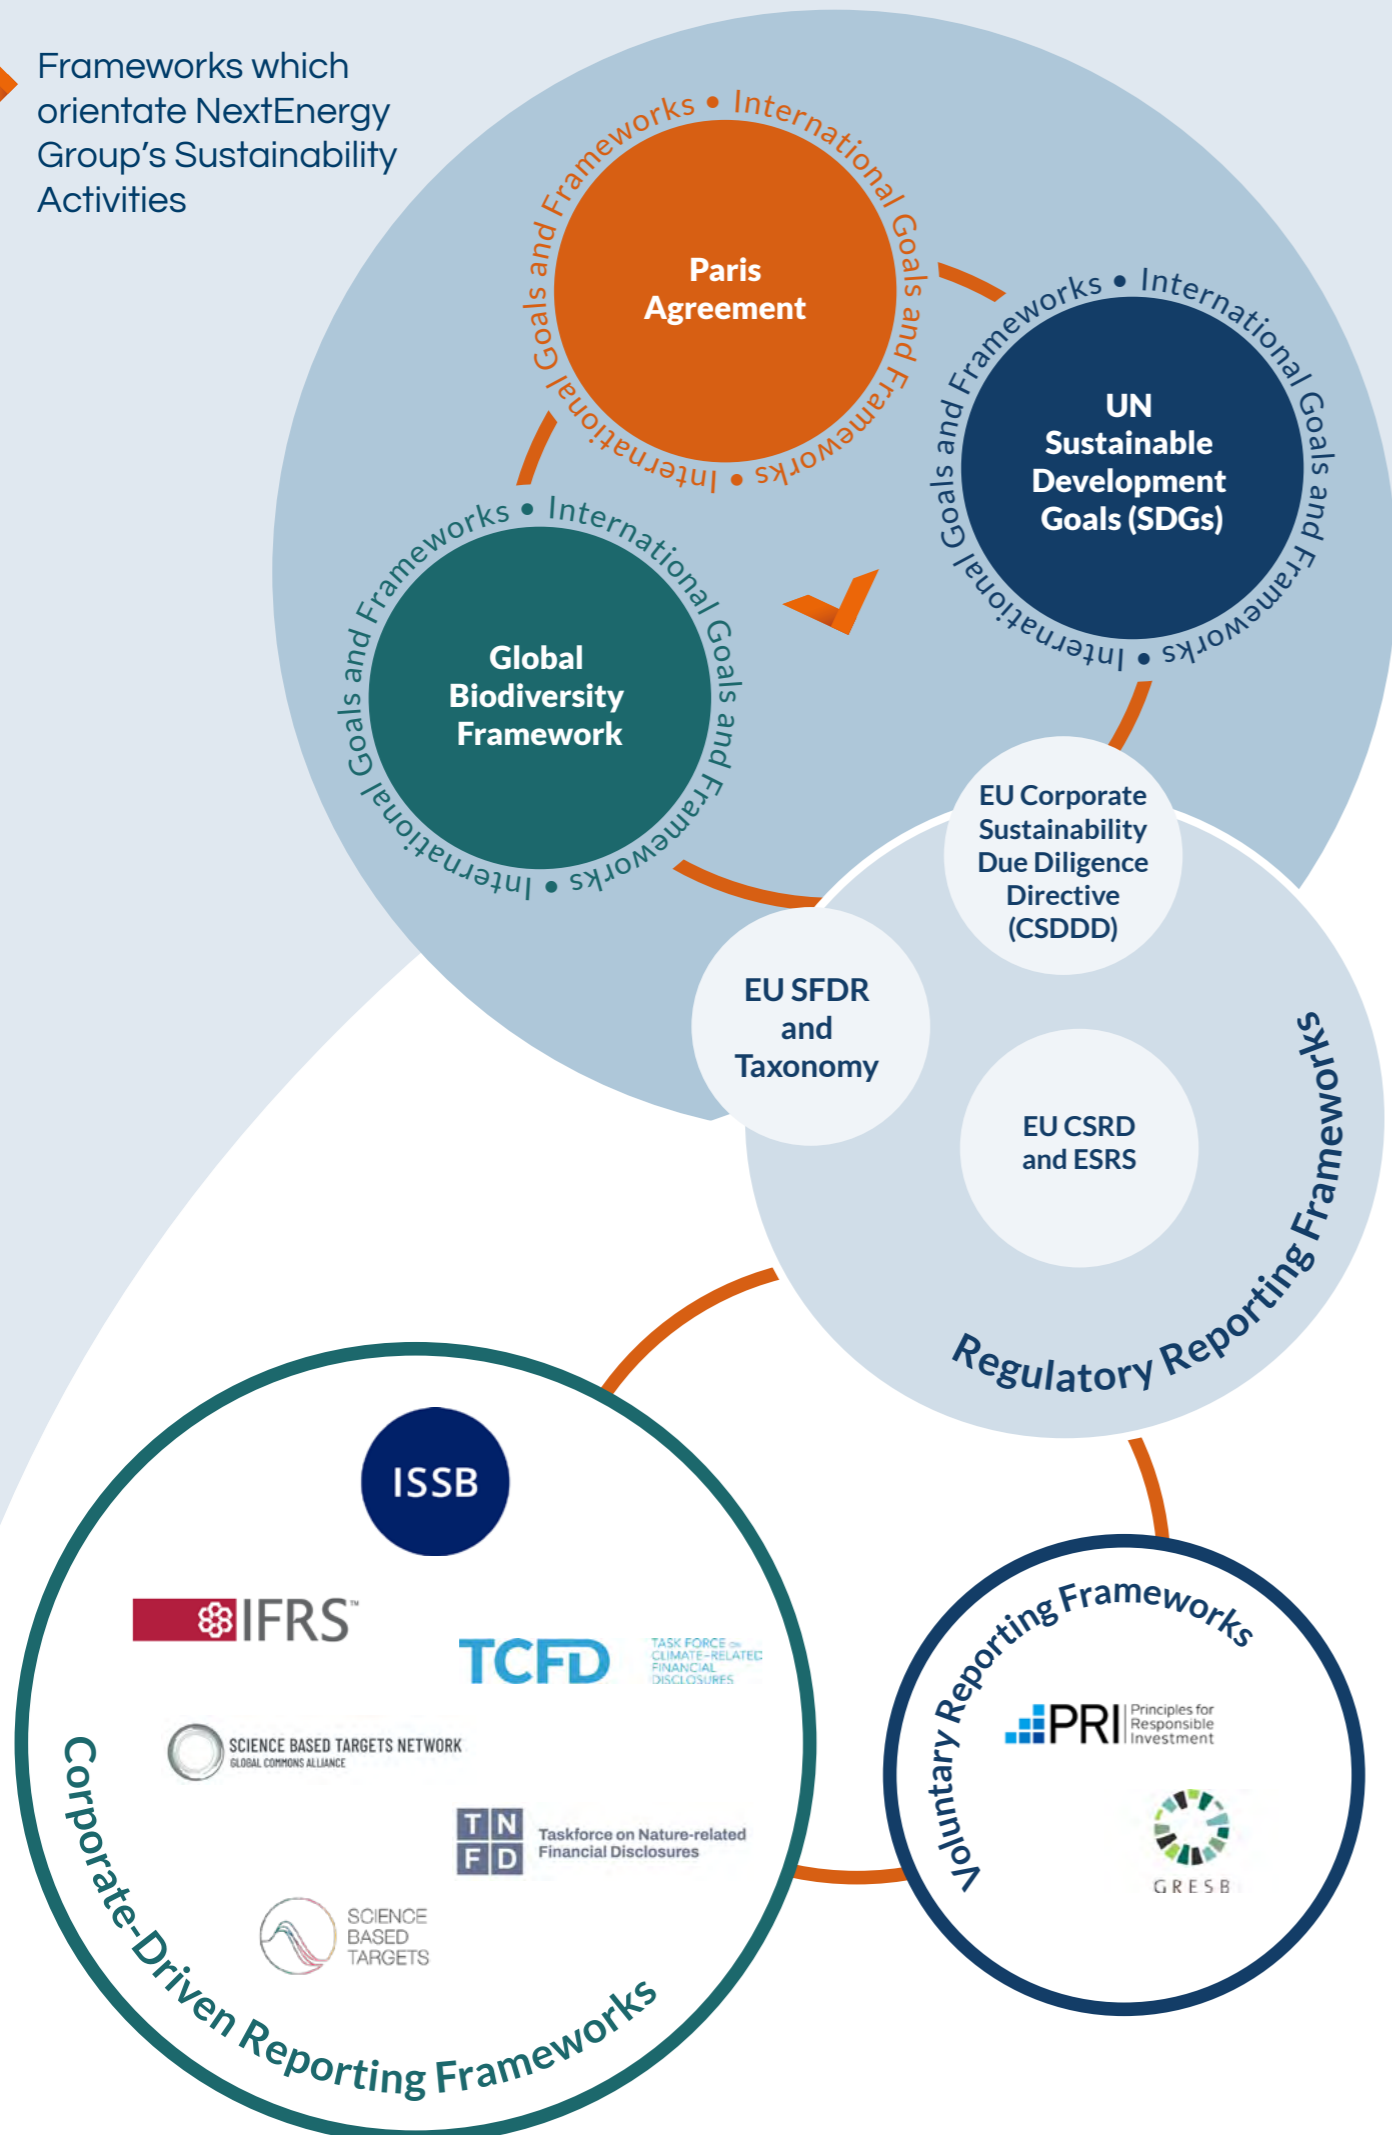 Frameworks which
orientate NextEnergy
Group's Sustainability
Activities
International Goals and Frameworks • International Goals and Frameworks •
Paris
Agreement
International Goals and Frameworks • International Goals and Frameworks •
UN
Sustainable
Development
Goals (SDGs)
International Goals and Frameworks • International Goals and Frameworks •
Global
Biodiversity
Framework
EU Corporate
Sustainability
Due Diligence
Directive
(CSDDD)
EU SFDR
and
Taxonomy
EU CSRD
and ESRS
Regulatory Reporting Frameworks
ISSB
IFRS™
TCFD
TASK FORCE ON
CLIMATE-RELATED
FINANCIAL
DISCLOSURES
SCIENCE BASED TARGETS NETWORK
GLOBAL COMMONS ALLIANCE
TN
FD
Taskforce on Nature-related
Financial Disclosures
SCIENCE
BASED
TARGETS
Corporate-Driven Reporting Frameworks
Voluntary Reporting Frameworks
PRI
Principles for
Responsible
Investment
GRESB